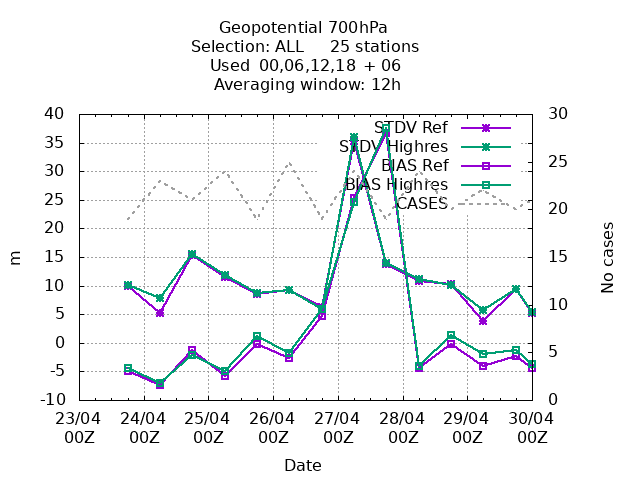 Geopotential 700hPa
Selection: ALL 25 stations
Used 00,06,12,18 + 06
Averaging window: 12h
40 30
STDV Ref
35
STDV Highres
30 25
BIAS Ref
25
BIAS Highres
20 20
CASES
15 15
10
5 10
0
-5 5
-10 0
m
No cases
23/04 24/04 25/04 26/04 27/04 28/04 29/04 30/04
00Z 00Z 00Z 00Z 00Z 00Z 00Z 00Z
Date